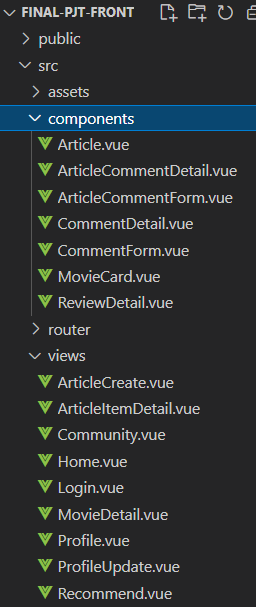 FINAL-PJT-FRONT
public
src
assets
components
Article.vue
ArticleCommentDetail.vue
ArticleCommentForm.vue
CommentDetail.vue
CommentForm.vue
MovieCard.vue
ReviewDetail.vue
router
views
ArticleCreate.vue
ArticleItemDetail.vue
Community.vue
Home.vue
Login.vue
MovieDetail.vue
Profile.vue
ProfileUpdate.vue
Recommend.vue